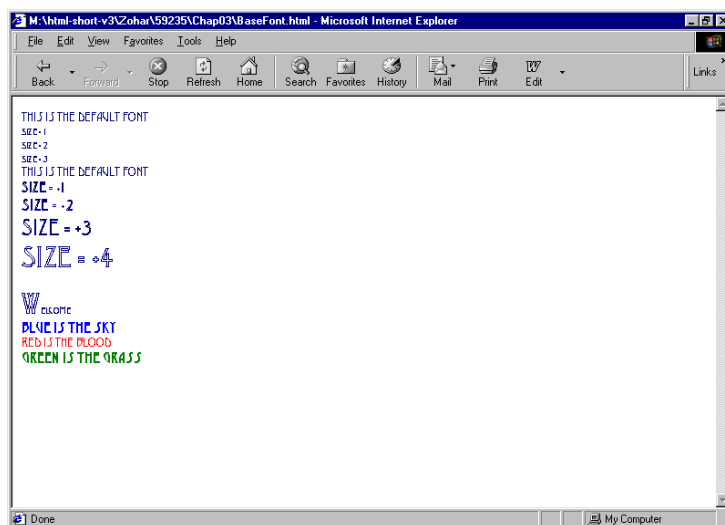 M:\html-short-v3\Zohar\59235\Chap03\BaseFont.html - Microsoft Internet Explorer
File Edit View Favorites Tools Help
Back Forward Stop Refresh Home Search Favorites History Mail Print Edit Links
THIS IS THE DEFAULT FONT
SIZE=1
SIZE=2
SIZE=3
THIS IS THE DEFAULT FONT
SIZE = +1
SIZE = +2
SIZE = +3
SIZE = +4
WELCOME
BLUE IS THE SKY
RED IS THE BLOOD
GREEN IS THE GRASS
Done My Computer